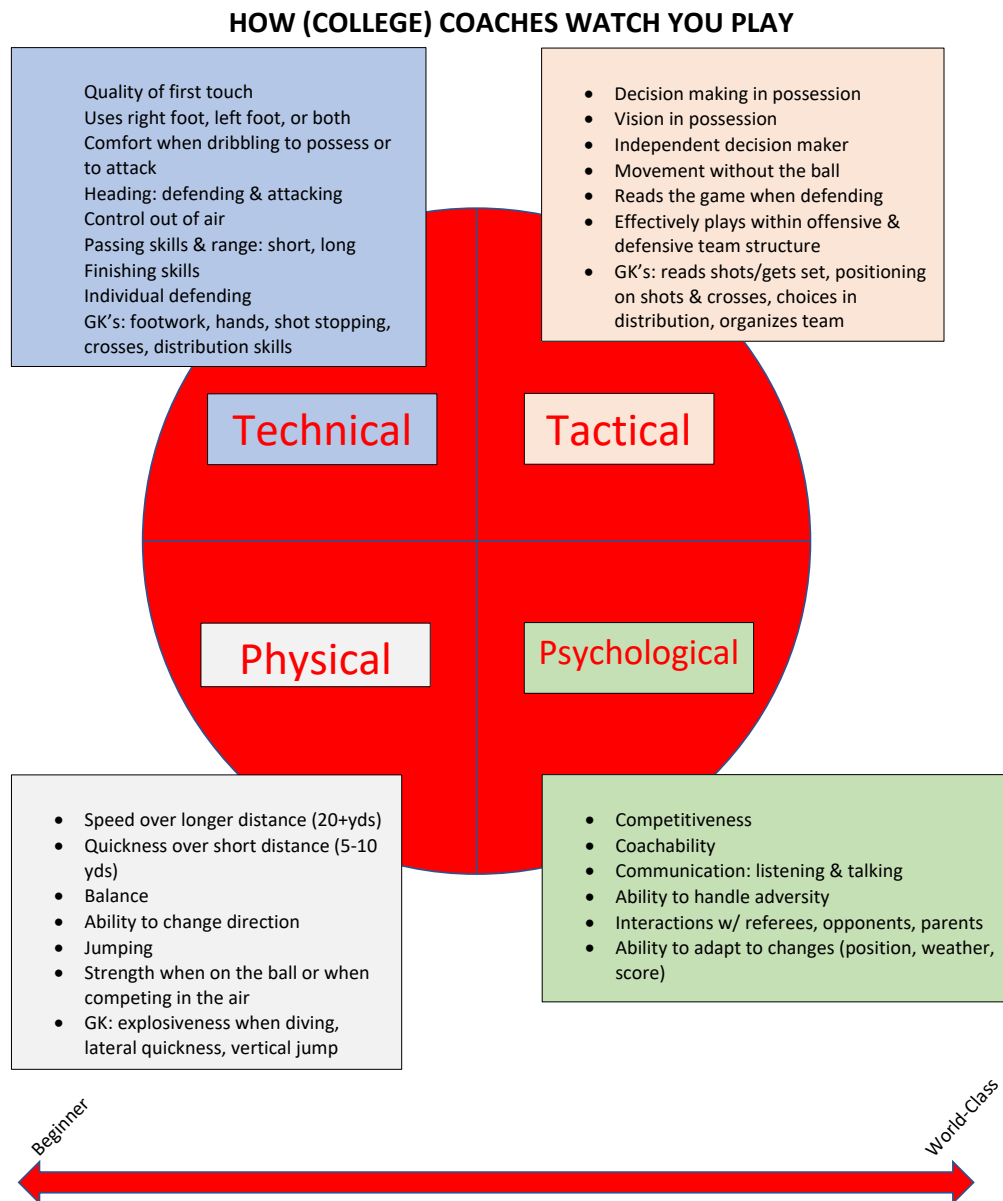 HOW (COLLEGE) COACHES WATCH YOU PLAY
Quality of first touch
Uses right foot, left foot, or both
Comfort when dribbling to possess or
to attack
Heading: defending & attacking
Control out of air
Passing skills & range: short, long
Finishing skills
Individual defending
GK's: footwork, hands, shot stopping,
crosses, distribution skills
• Decision making in possession
• Vision in possession
• Independent decision maker
• Movement without the ball
• Reads the game when defending
• Effectively plays within offensive &
defensive team structure
• GK's: reads shots/gets set, positioning
on shots & crosses, choices in
distribution, organizes team
Technical
Tactical
Physical
Psychological
• Speed over longer distance (20+yds)
• Quickness over short distance (5-10
yds)
• Balance
• Ability to change direction
• Jumping
• Strength when on the ball or when
competing in the air
• GK: explosiveness when diving,
lateral quickness, vertical jump
• Competitiveness
• Coachability
• Communication: listening & talking
• Ability to handle adversity
• Interactions w/ referees, opponents, parents
• Ability to adapt to changes (position, weather,
score)
Beginner
World-Class